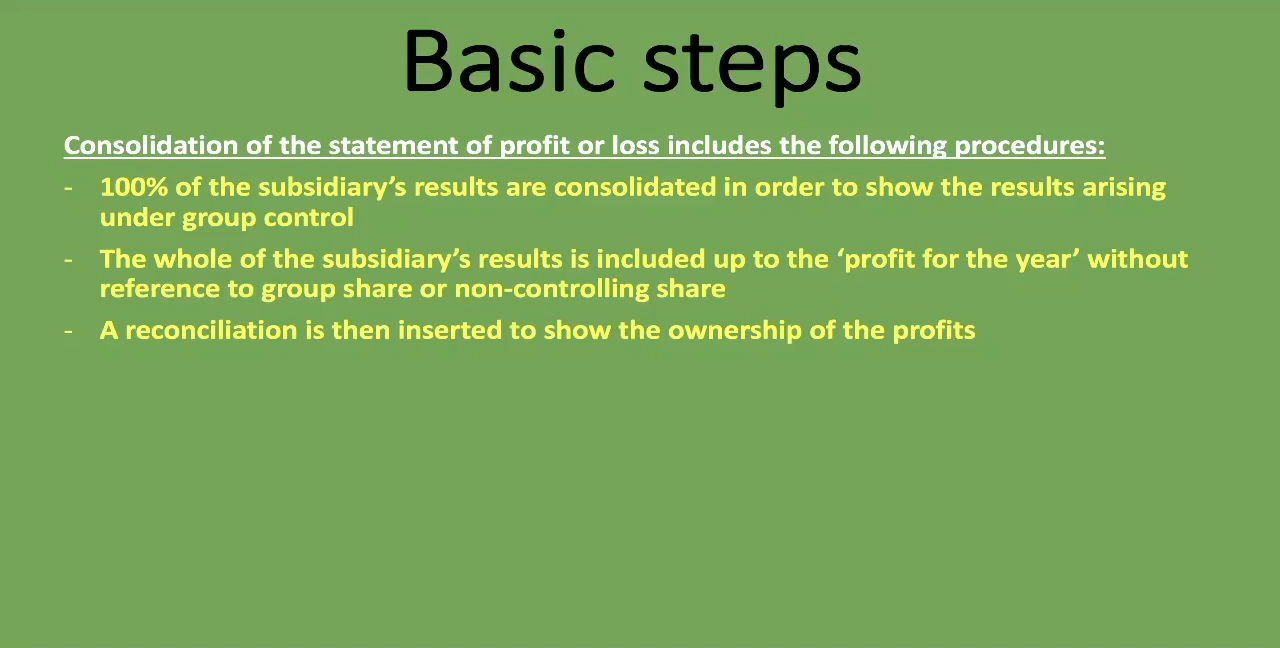 Basic steps
Consolidation of the statement of profit or loss includes the following procedures:
- 100% of the subsidiary’s results are consolidated in order to show the results arising
under group control
- The whole of the subsidiary’s results is included up to the ‘profit for the year’ without
reference to group share or non-controlling share
- A reconciliation is then inserted to show the ownership of the profits